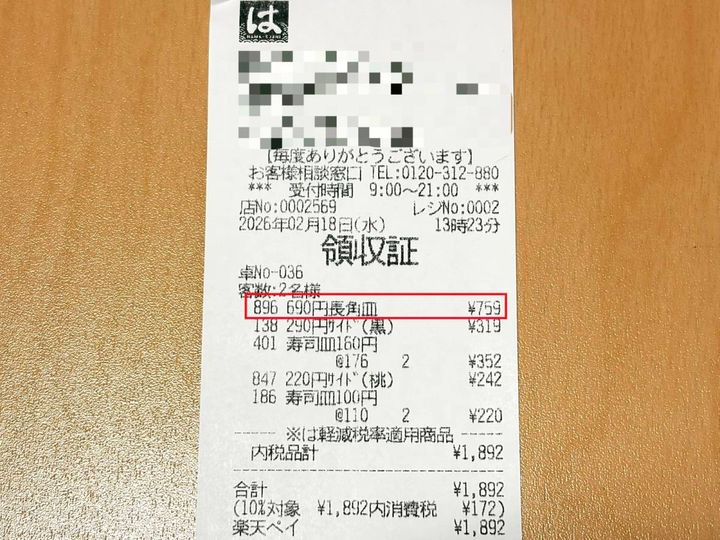 は
【毎度ありがとうございます】
お客様相談窓口 TEL:0120-312-880
*** 受付時間 9:00~21:00 ***
店No:0002569 レジNo:0002
2026年02月18日(水) 13時23分
領収証
卓No-036
客数:2名様
896 690円長角皿 ¥759
138 290円ｻｲﾄﾞ(黒) ¥319
401 寿司皿160円
@176 2 ¥352
847 220円ｻｲﾄﾞ(桃) ¥242
186 寿司皿100円
@110 2 ¥220
------ ※は軽減税率適用商品 ------
内税品計 ¥1,892
合計 ¥1,892
(10%対象 ¥1,892内消費税 ¥172)
楽天ペイ ¥1,892